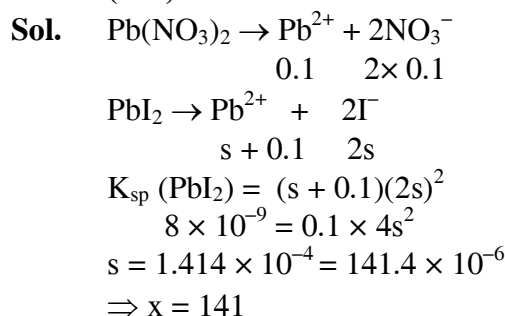 Sol. Pb(NO₃)₂ → Pb²⁺ + 2NO₃⁻
0.1 2× 0.1
PbI₂ → Pb²⁺ + 2I⁻
s + 0.1 2s
Kₛₚ (PbI₂) = (s + 0.1)(2s)²
8 × 10⁻⁹ = 0.1 × 4s²
s = 1.414 × 10⁻⁴ = 141.4 × 10⁻⁶
⇒ x = 141